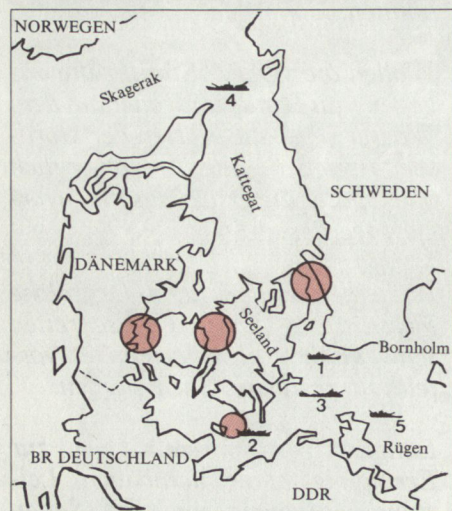 NORWEGEN
Skagerak
4
Kattegat
SCHWEDEN
DÄNEMARK
Seeland
Bornholm
1
3
5
2
Rügen
BR DEUTSCHLAND
DDR